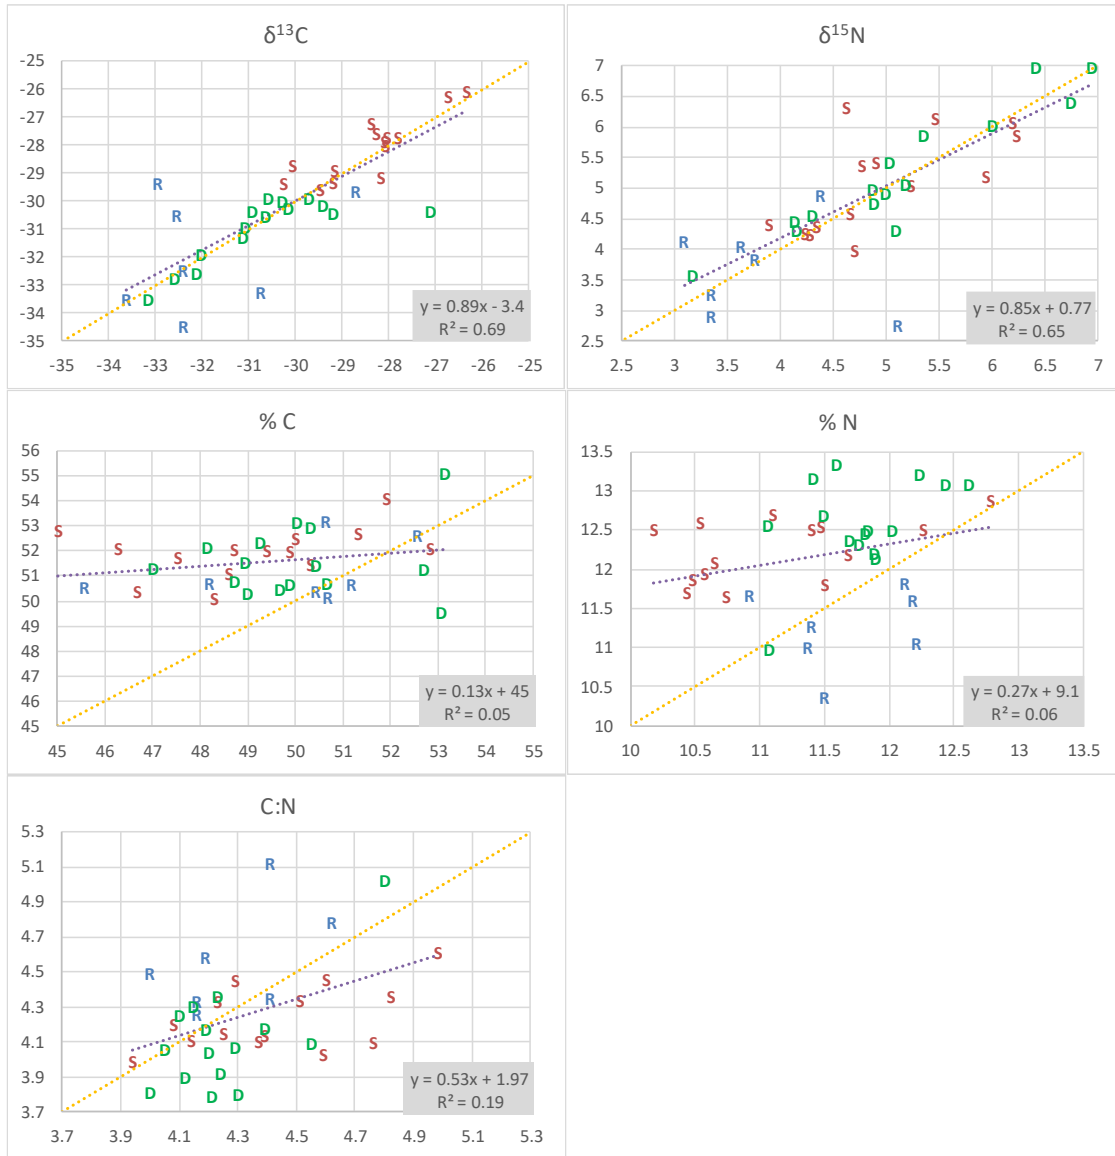 δ¹³C
-25
-26
-27
-28
-29
-30
-31
-32
-33
-34
-35
-35 -34 -33 -32 -31 -30 -29 -28 -27 -26 -25
y = 0.89x - 3.4
R² = 0.69
δ¹⁵N
7
6.5
6
5.5
5
4.5
4
3.5
3
2.5
2.5 3 3.5 4 4.5 5 5.5 6 6.5 7
y = 0.85x + 0.77
R² = 0.65
% C
56
55
54
53
52
51
50
49
48
47
46
45
45 46 47 48 49 50 51 52 53 54 55
y = 0.13x + 45
R² = 0.05
% N
13.5
13
12.5
12
11.5
11
10.5
10
10 10.5 11 11.5 12 12.5 13 13.5
y = 0.27x + 9.1
R² = 0.06
C:N
5.3
5.1
4.9
4.7
4.5
4.3
4.1
3.9
3.7
3.7 3.9 4.1 4.3 4.5 4.7 4.9 5.1 5.3
y = 0.53x + 1.97
R² = 0.19